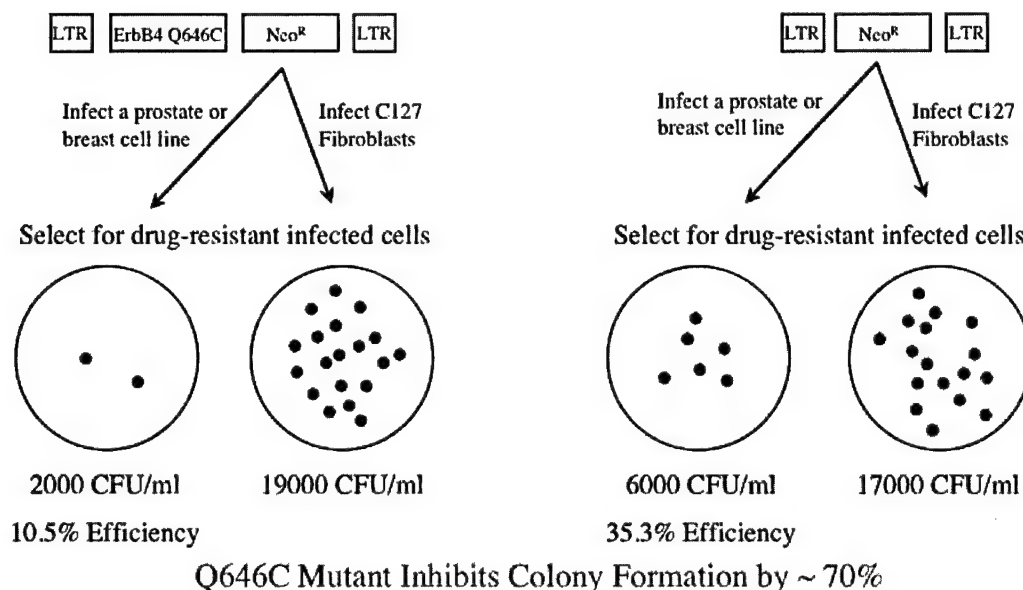 LTR ErbB4 Q646C Neoᴿ LTR
LTR Neoᴿ LTR
Infect a prostate or
breast cell line
Infect C127
Fibroblasts
Infect a prostate or
breast cell line
Infect C127
Fibroblasts
Select for drug-resistant infected cells
Select for drug-resistant infected cells
2000 CFU/ml
19000 CFU/ml
6000 CFU/ml
17000 CFU/ml
10.5% Efficiency
35.3% Efficiency
Q646C Mutant Inhibits Colony Formation by ~ 70%